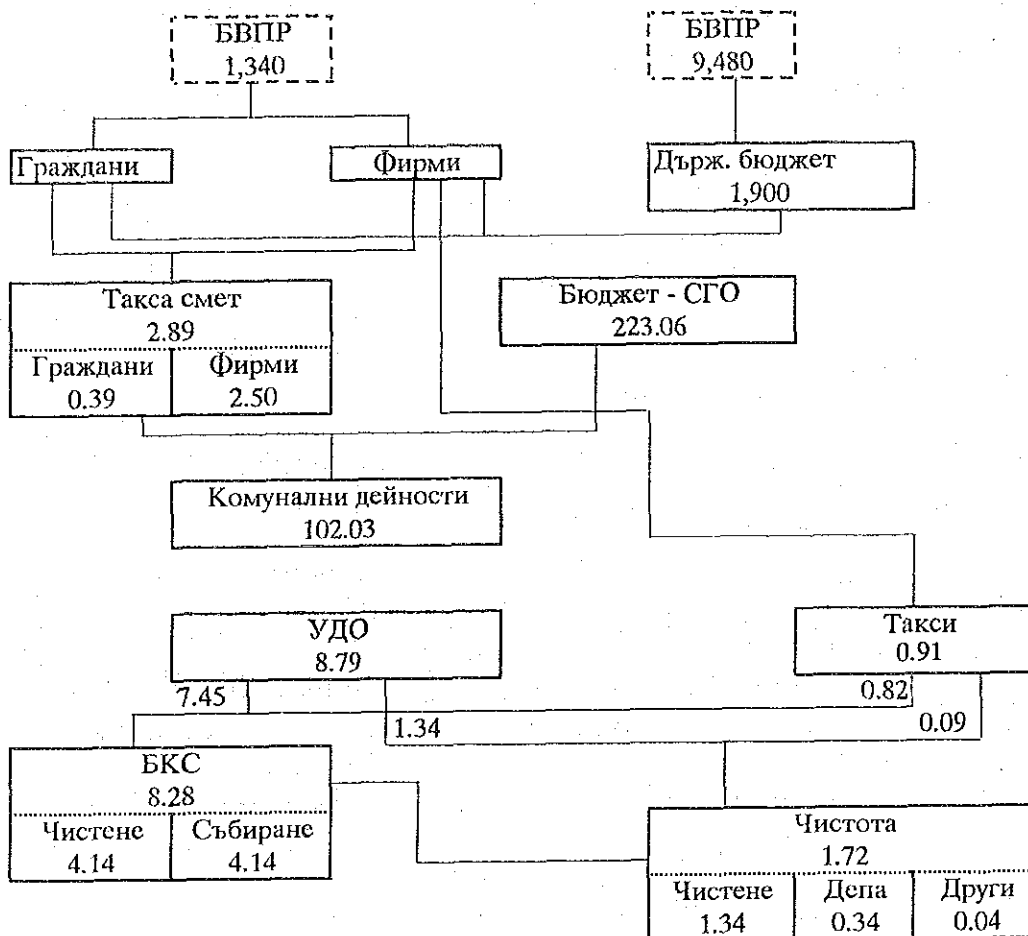 БВПР
1,340
БВПР
9,480
Граждани
Фирми
Държ. бюджет
1,900
Такса смет
2.89
Граждани
0.39
Фирми
2.50
Бюджет - СГО
223.06
Комунални дейности
102.03
УДО
8.79
Такси
0.91
7.45
1.34
0.82
0.09
БКС
8.28
Чистене
4.14
Събиране
4.14
Чистота
1.72
Чистене
1.34
Депа
0.34
Други
0.04